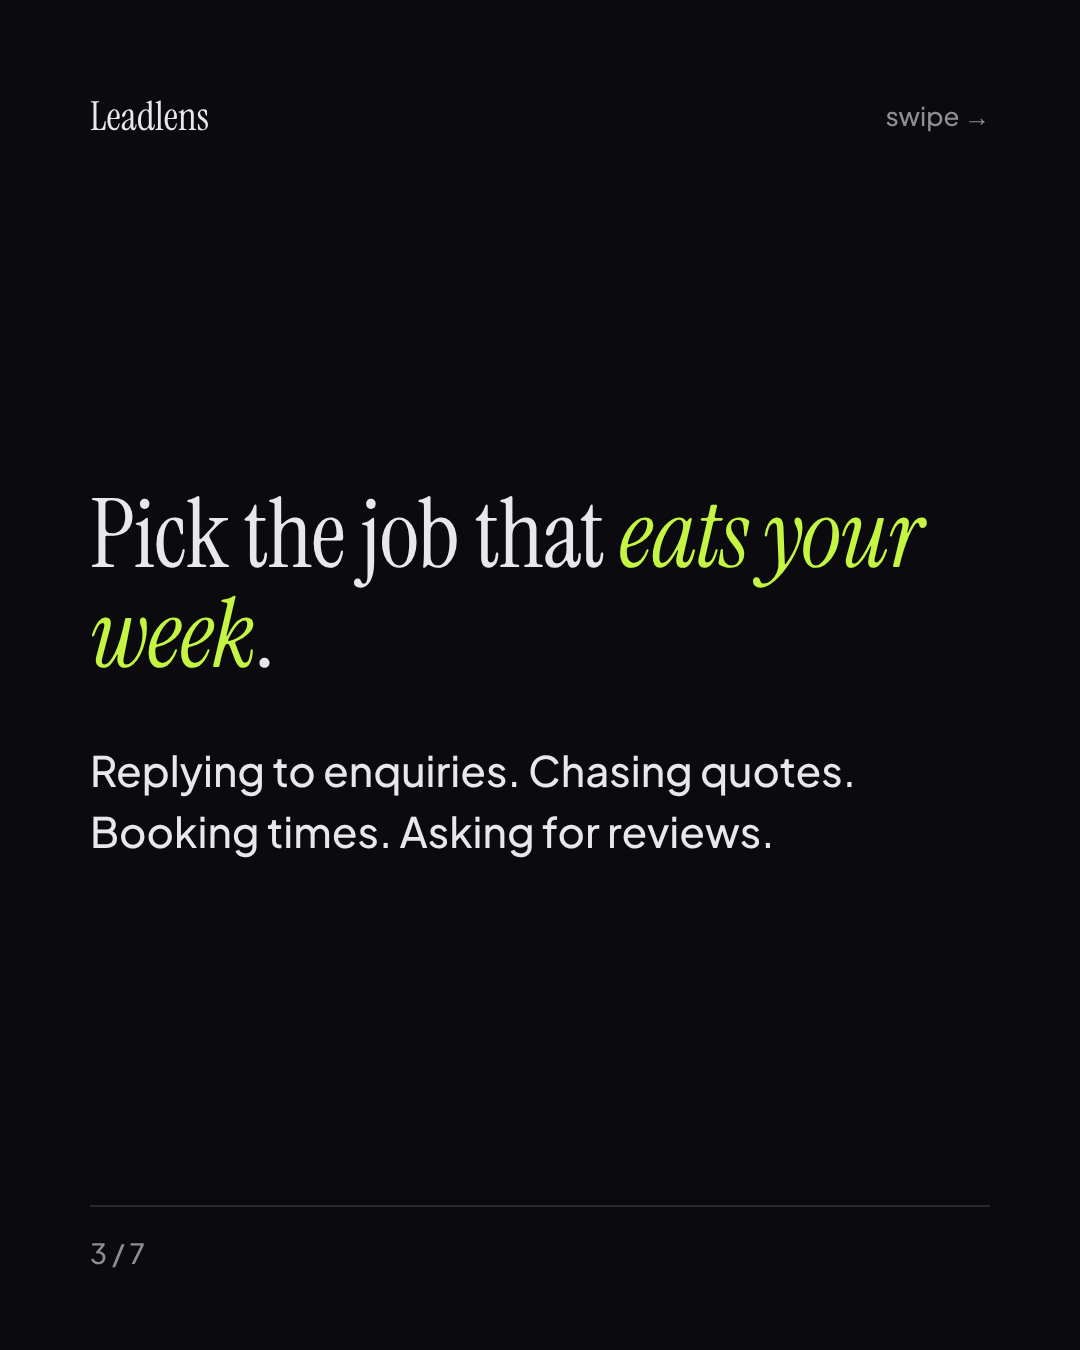 Leadlens
swipe →
Pick the job that eats your
week.
Replying to enquiries. Chasing quotes.
Booking times. Asking for reviews.
3 / 7